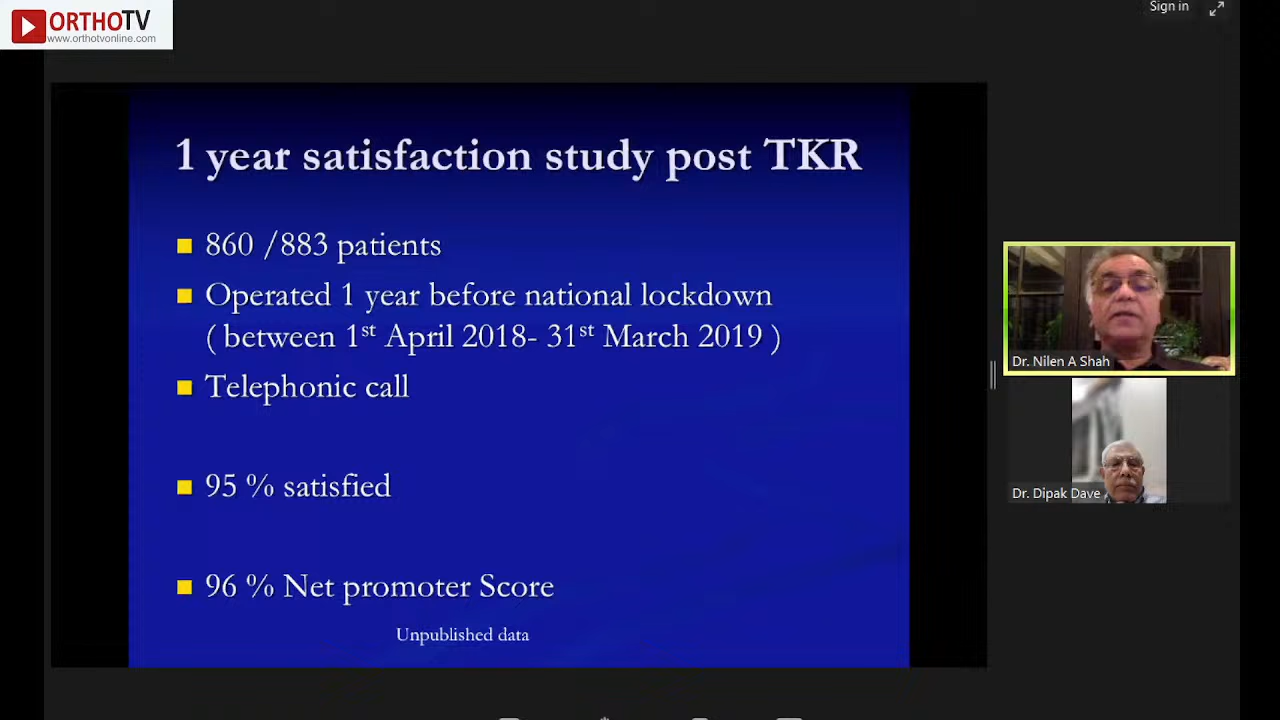 ORTHOTV
www.orthotvonline.com
Sign in
1 year satisfaction study post TKR
860 /883 patients
Operated 1 year before national lockdown
( between 1st April 2018- 31st March 2019 )
Telephonic call
95 % satisfied
96 % Net promoter Score
Unpublished data
Dr. Nilen A Shah
Dr. Dipak Dave